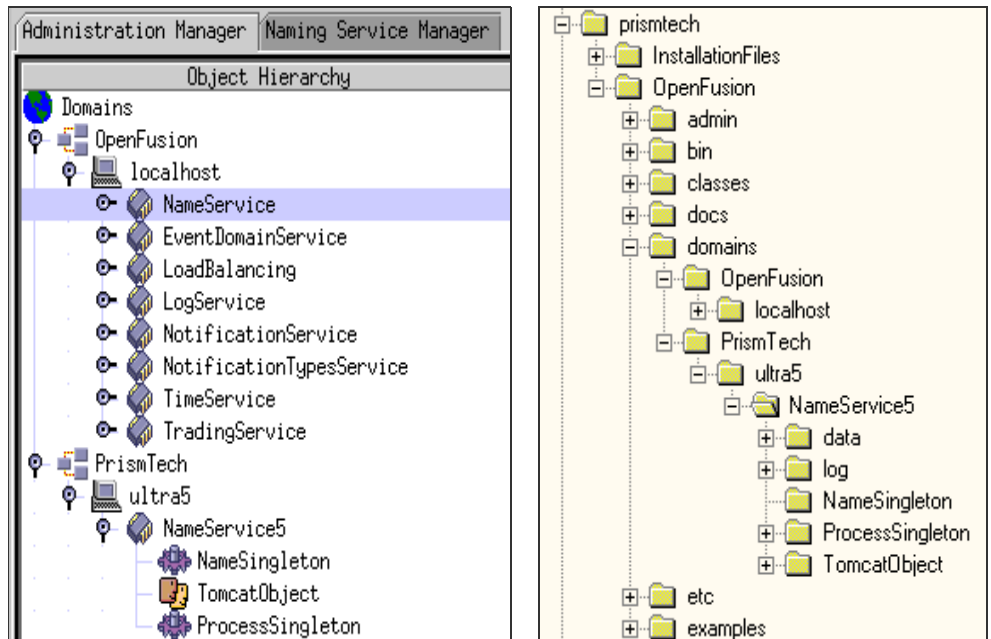 Administration Manager
Naming Service Manager
Object Hierarchy
Domains
OpenFusion
localhost
NameService
EventDomainService
LoadBalancing
LogService
NotificationService
NotificationTypesService
TimeService
TradingService
PrismTech
ultra5
NameService5
NameSingleton
TomcatObject
ProcessSingleton
prismtech
InstallationFiles
OpenFusion
admin
bin
classes
docs
domains
OpenFusion
localhost
PrismTech
ultra5
NameService5
data
log
NameSingleton
ProcessSingleton
TomcatObject
etc
examples